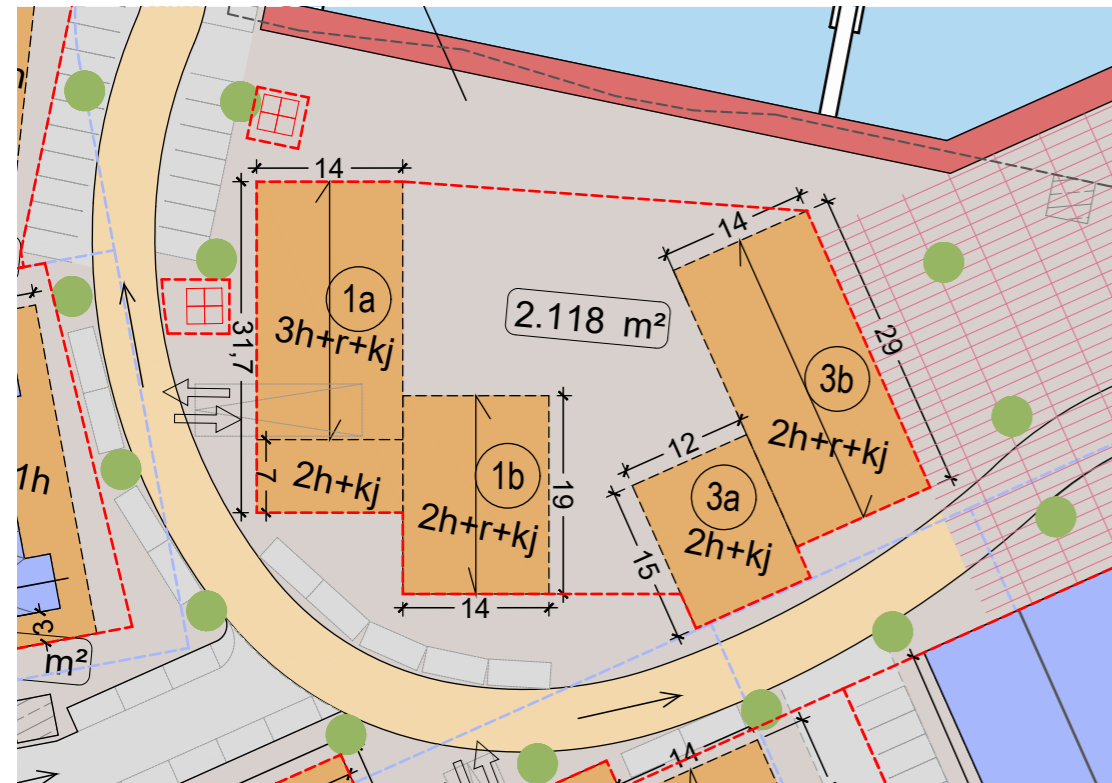 14
1a
3h+r+kj
31,7
7
2h+kj
2.118 m²
1b
2h+r+kj
19
14
14
3b
2h+r+kj
29
12
3a
2h+kj
15
1h
3
m²
14